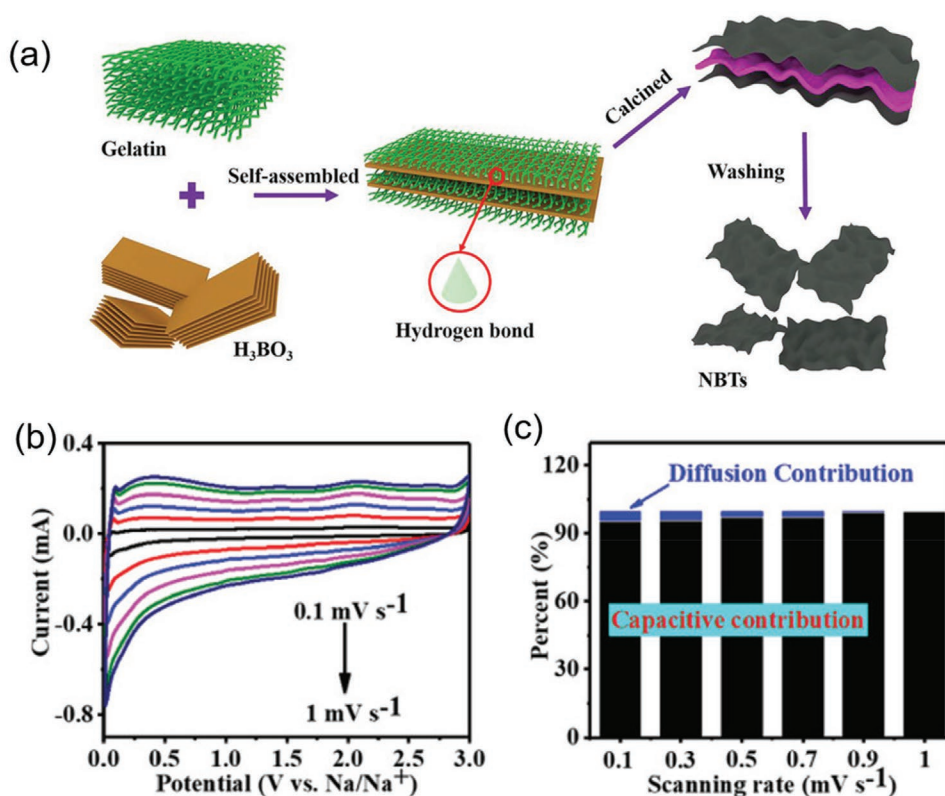 (a)
Gelatin
Self-assembled
H₃BO₃
Hydrogen bond
Calcined
Washing
NBTs
(b)
0.4
0.0
-0.4
-0.8
Current (mA)
0.1 mV s⁻¹
1 mV s⁻¹
0.0 0.5 1.0 1.5 2.0 2.5 3.0
Potential (V vs. Na/Na⁺)
(c)
120
90
60
30
0
Percent (%)
Diffusion Contribution
Capacitive contribution
0.1 0.3 0.5 0.7 0.9 1
Scanning rate (mV s⁻¹)